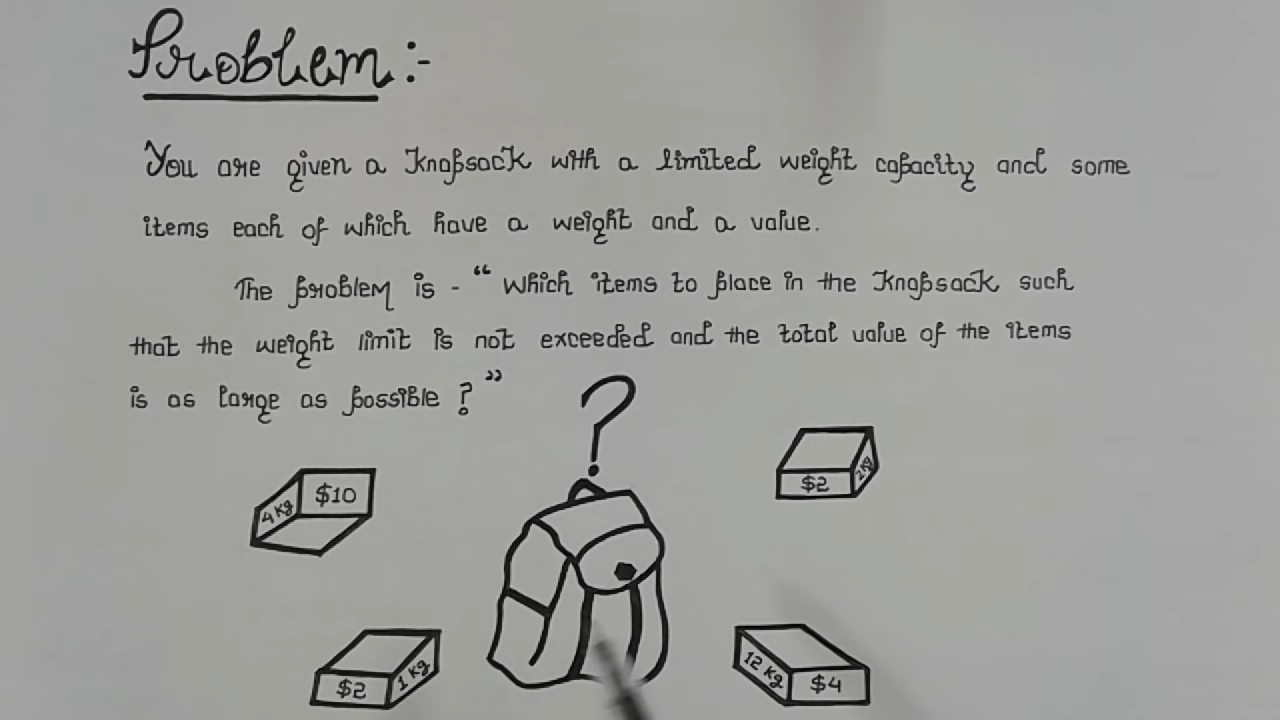 Problem :-
You are given a Knapsack with a limited weight capacity and some
items each of which have a weight and a value.
The problem is - “ Which items to place in the Knapsack such
that the weight limit is not exceeded and the total value of the items
is as large as possible ? ”
?
4 Kg $10
$2 2 Kg
$2 1 Kg
12 Kg $4